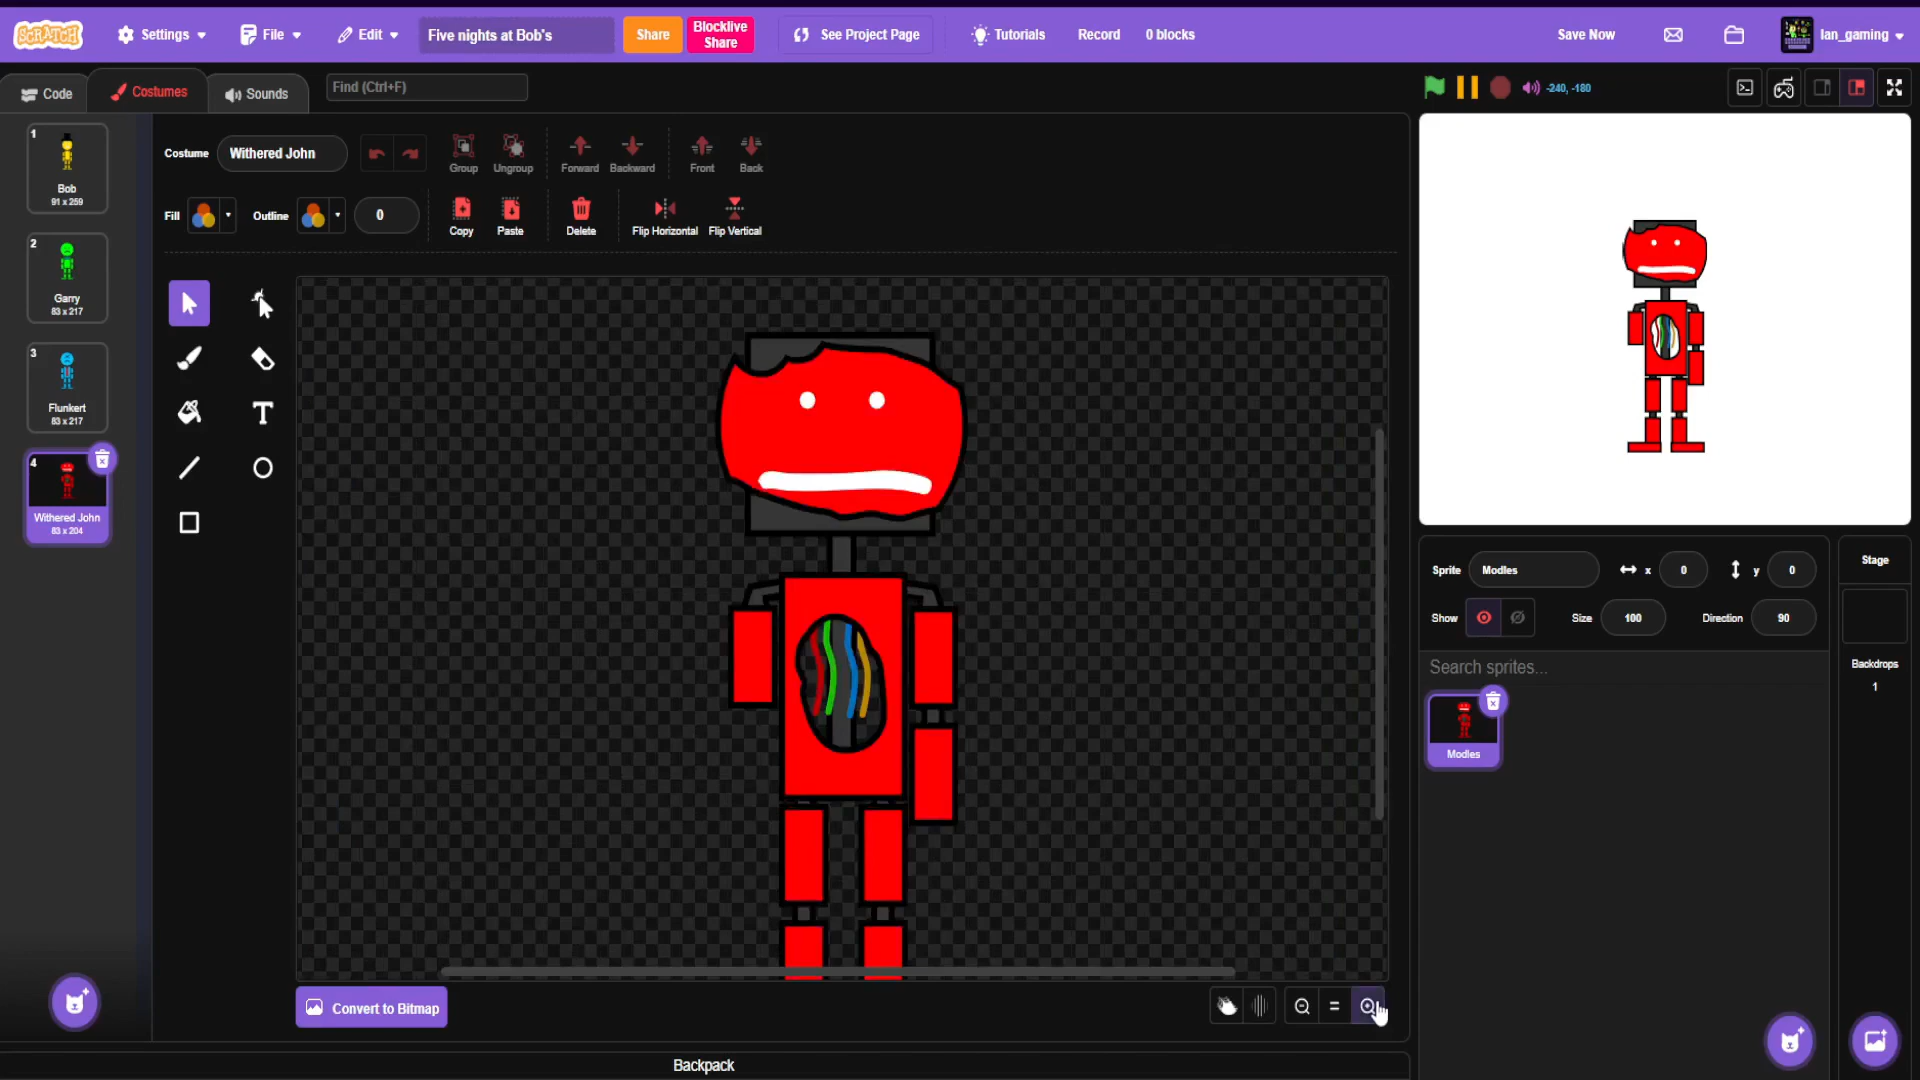 SCRATCH
Settings
File
Edit
Five nights at Bob's
Share
Blocklive
Share
See Project Page
Tutorials
Record
0 blocks
Save Now
Ian_gaming
Code
Costumes
Sounds
Find (Ctrl+F)
-240, -180
Costume
Withered John
Group
Ungroup
Forward
Backward
Front
Back
Fill
Outline
0
Copy
Paste
Delete
Flip Horizontal
Flip Vertical
1
Bob
91 x 259
2
Garry
83 x 217
3
Flunkert
83 x 217
4
Withered John
83 x 204
T
Convert to Bitmap
Backpack
Sprite
Modles
x
0
y
0
Show
Size
100
Direction
90
Search sprites...
Modles
Stage
Backdrops
1